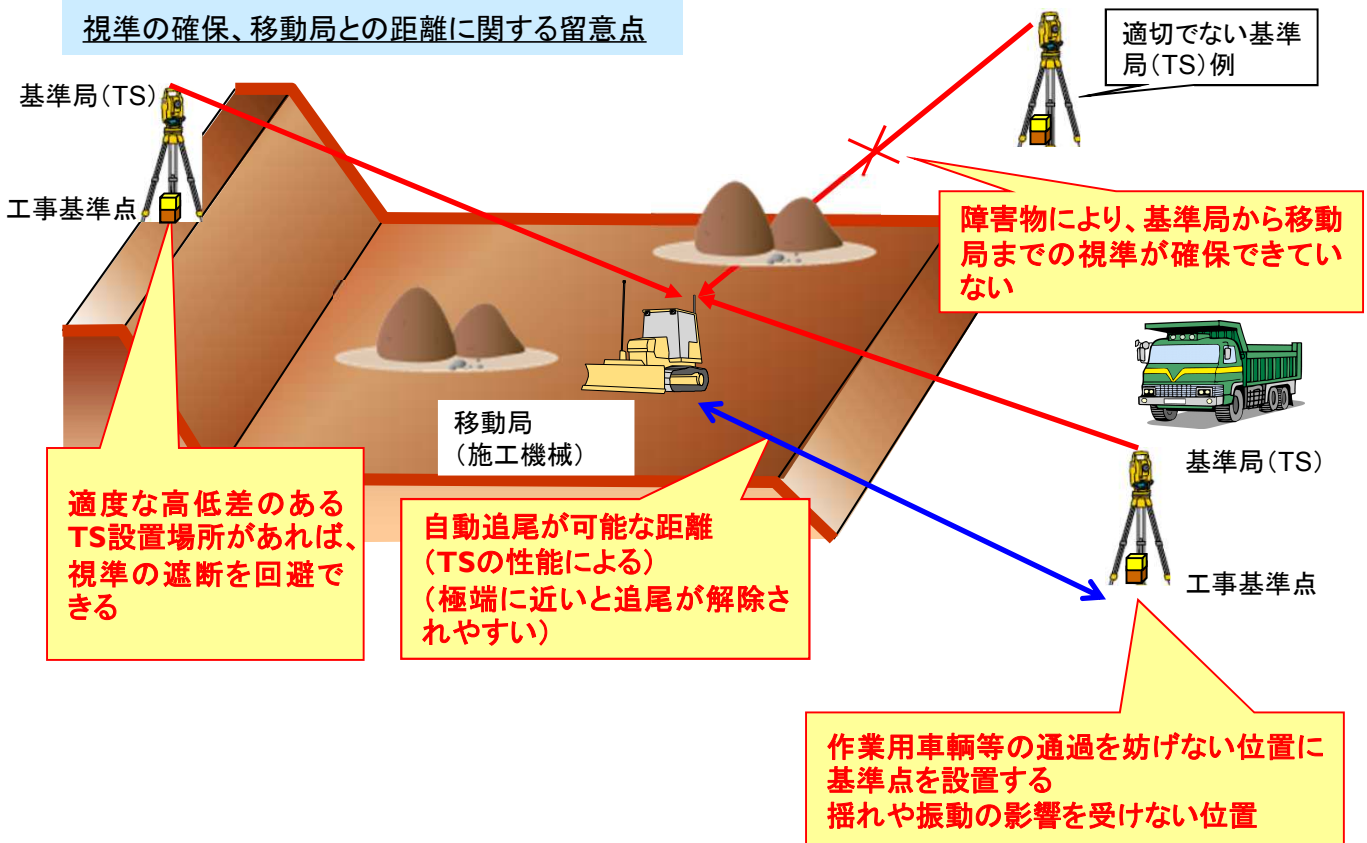 視準の確保、移動局との距離に関する留意点
適切でない基準
局(TS)例
基準局(TS)
工事基準点
障害物により、基準局から移動
局までの視準が確保できてい
ない
移動局
(施工機械)
基準局(TS)
工事基準点
適度な高低差のある
TS設置場所があれば、
視準の遮断を回避で
きる
自動追尾が可能な距離
(TSの性能による)
(極端に近いと追尾が解除さ
れやすい)
作業用車輌等の通過を妨げない位置に
基準点を設置する
揺れや振動の影響を受けない位置